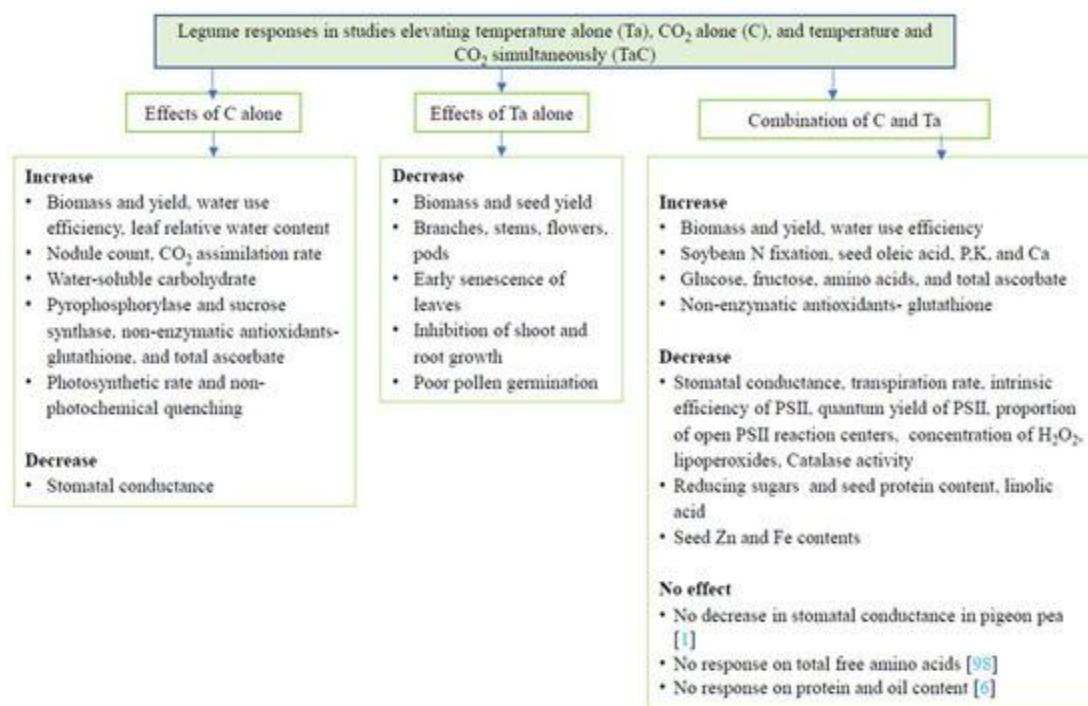 Legume responses in studies elevating temperature alone (Ta), CO₂ alone (C), and temperature and
CO₂ simultaneously (TaC)
Effects of C alone
Effects of Ta alone
Combination of C and Ta
Increase
• Biomass and yield, water use
efficiency, leaf relative water content
• Nodule count, CO₂ assimilation rate
• Water-soluble carbohydrate
• Pyrophosphorylase and sucrose
synthase, non-enzymatic antioxidants-
glutathione, and total ascorbate
• Photosynthetic rate and non-
photochemical quenching
Decrease
• Stomatal conductance
Decrease
• Biomass and seed yield
• Branches, stems, flowers,
pods
• Early senescence of
leaves
• Inhibition of shoot and
root growth
• Poor pollen germination
Increase
• Biomass and yield, water use efficiency
• Soybean N fixation, seed oleic acid, P,K, and Ca
• Glucose, fructose, amino acids, and total ascorbate
• Non-enzymatic antioxidants- glutathione
Decrease
• Stomatal conductance, transpiration rate, intrinsic
efficiency of PSII, quantum yield of PSII, proportion
of open PSII reaction centers, concentration of H₂O₂,
lipoperoxides, Catalase activity
• Reducing sugars and seed protein content, linolic
acid
• Seed Zn and Fe contents
No effect
• No decrease in stomatal conductance in pigeon pea
[1]
• No response on total free amino acids [98]
• No response on protein and oil content [6]